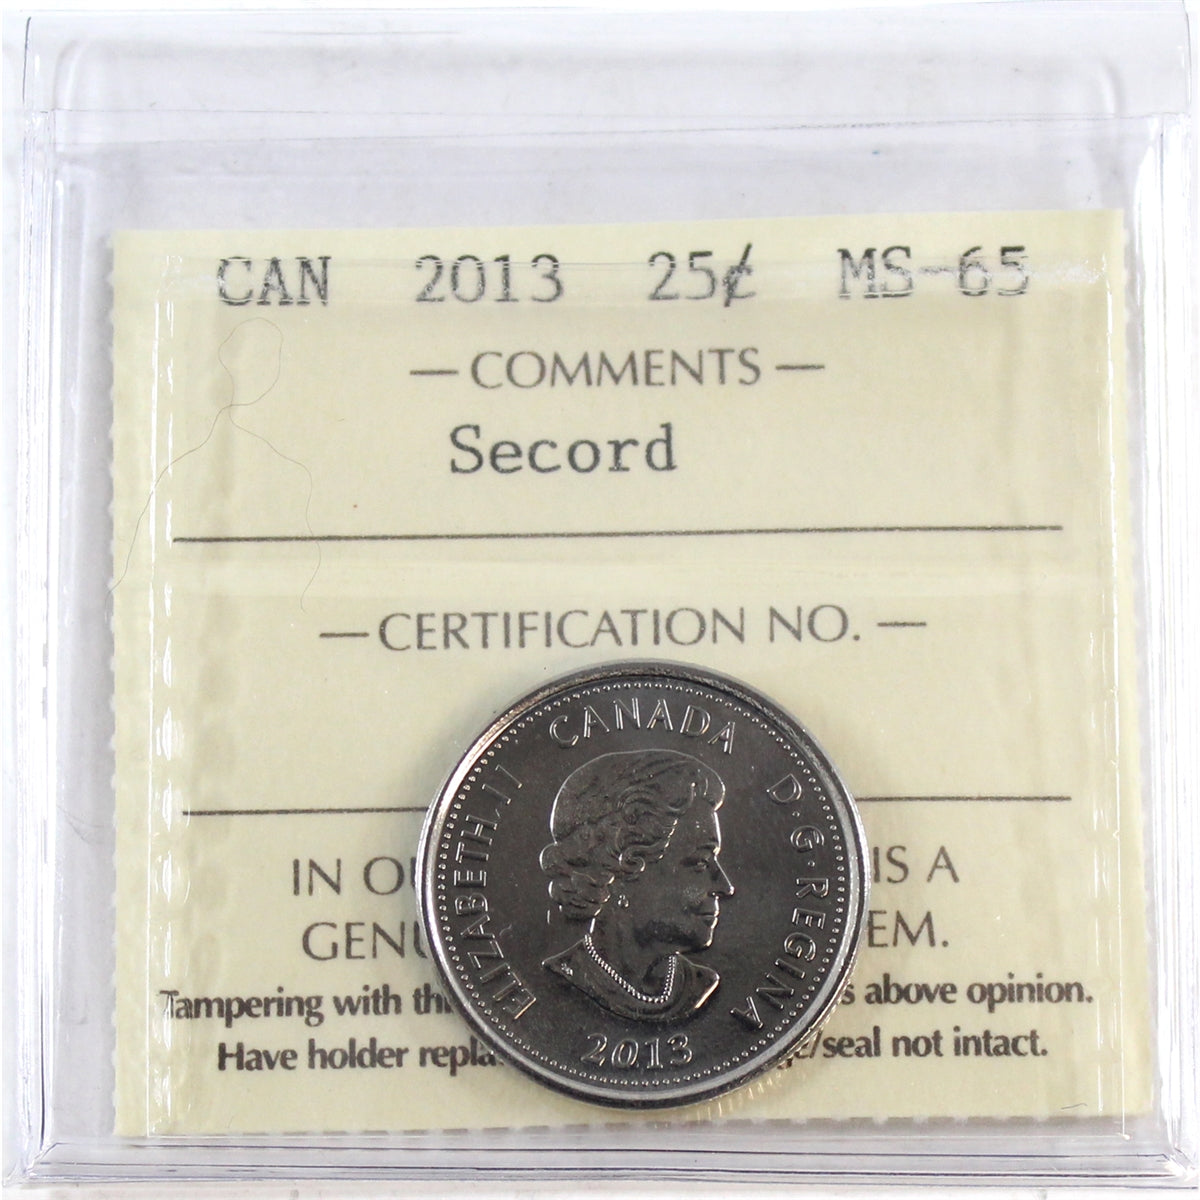 CAN 2013 25¢ MS-65
— COMMENTS —
Secord
— CERTIFICATION NO. —
IN O IS A
GENU EM.
Tampering with th s above opinion.
Have holder repla e/seal not intact.
CANADA
ELIZABETH II
D·G·REGINA
2013